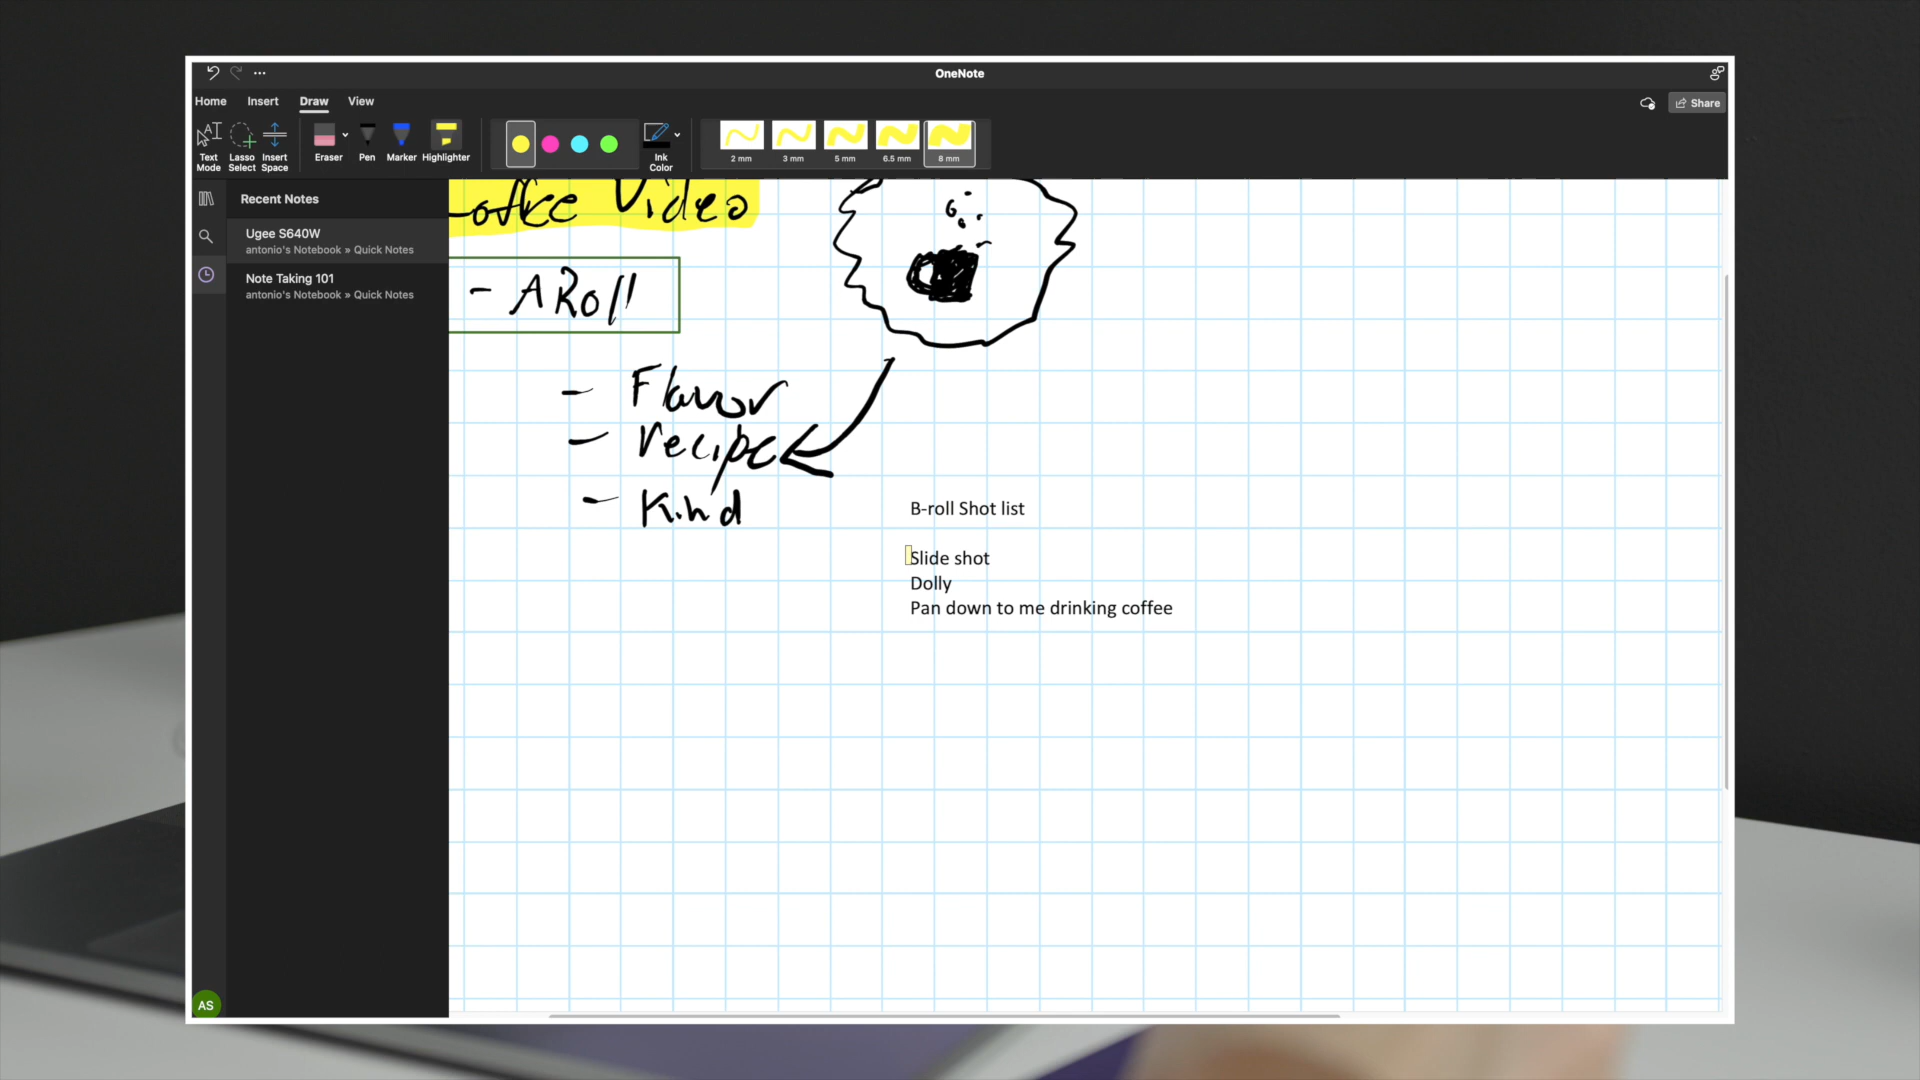 OneNote
Home Insert Draw View
Share
Text Mode
Lasso Select
Insert Space
Eraser
Pen
Marker
Highlighter
Ink Color
2 mm
3 mm
5 mm
6.5 mm
8 mm
Recent Notes
Ugee S640W
antonio's Notebook » Quick Notes
Note Taking 101
antonio's Notebook » Quick Notes
AS
Coffee Video
- A Roll
- Flavor
- recipe
- Kind
B-roll Shot list
Slide shot
Dolly
Pan down to me drinking coffee